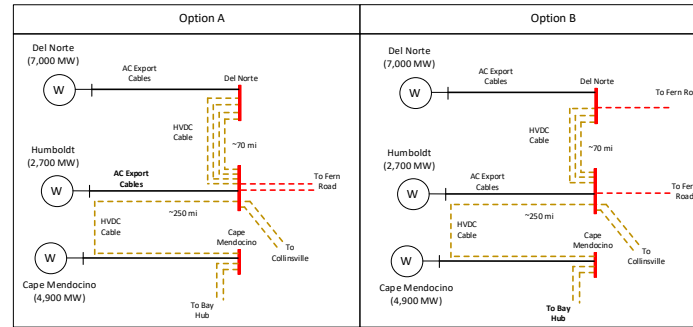 Option A
Del Norte
(7,000 MW)
W
AC Export
Cables
Del Norte
HVDC
Cable
~70 mi
Humboldt
(2,700 MW)
W
AC Export
Cables
To Fern
Road
~250 mi
HVDC
Cable
Cape
Mendocino
To
Collinsville
W
Cape Mendocino
(4,900 MW)
To Bay
Hub
Option B
Del Norte
(7,000 MW)
W
AC Export
Cables
Del Norte
To Fern Ro
HVDC
Cable
~70 mi
Humboldt
(2,700 MW)
W
AC Export
Cables
To Fern
Road
~250 mi
HVDC
Cable
Cape
Mendocino
To
Collinsville
W
Cape Mendocino
(4,900 MW)
To Bay
Hub